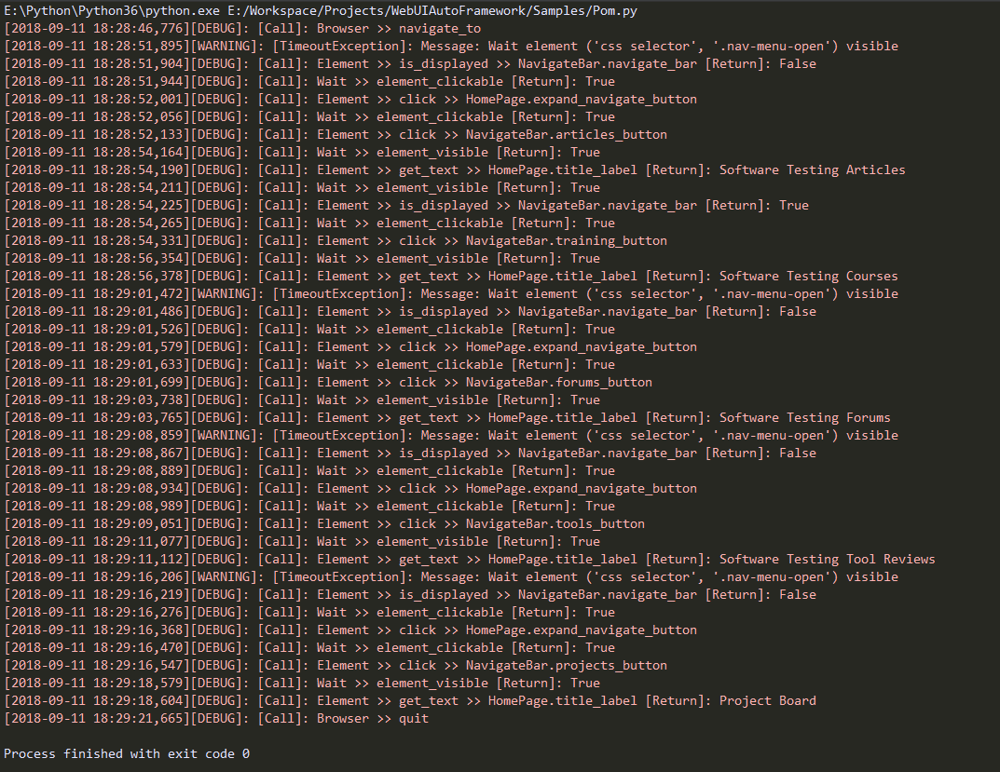 E:\Python\Python36\python.exe E:/Workspace/Projects/WebUIAutoFramework/Samples/Pom.py
[2018-09-11 18:28:46,776][DEBUG]: [Call]: Browser >> navigate_to
[2018-09-11 18:28:51,895][WARNING]: [TimeoutException]: Message: Wait element ('css selector', '.nav-menu-open') visible
[2018-09-11 18:28:51,904][DEBUG]: [Call]: Element >> is_displayed >> NavigateBar.navigate_bar [Return]: False
[2018-09-11 18:28:51,944][DEBUG]: [Call]: Wait >> element_clickable [Return]: True
[2018-09-11 18:28:52,001][DEBUG]: [Call]: Element >> click >> HomePage.expand_navigate_button
[2018-09-11 18:28:52,056][DEBUG]: [Call]: Wait >> element_clickable [Return]: True
[2018-09-11 18:28:52,133][DEBUG]: [Call]: Element >> click >> NavigateBar.articles_button
[2018-09-11 18:28:54,164][DEBUG]: [Call]: Wait >> element_visible [Return]: True
[2018-09-11 18:28:54,190][DEBUG]: [Call]: Element >> get_text >> HomePage.title_label [Return]: Software Testing Articles
[2018-09-11 18:28:54,211][DEBUG]: [Call]: Wait >> element_visible [Return]: True
[2018-09-11 18:28:54,225][DEBUG]: [Call]: Element >> is_displayed >> NavigateBar.navigate_bar [Return]: True
[2018-09-11 18:28:54,265][DEBUG]: [Call]: Wait >> element_clickable [Return]: True
[2018-09-11 18:28:54,331][DEBUG]: [Call]: Element >> click >> NavigateBar.training_button
[2018-09-11 18:28:56,354][DEBUG]: [Call]: Wait >> element_visible [Return]: True
[2018-09-11 18:28:56,378][DEBUG]: [Call]: Element >> get_text >> HomePage.title_label [Return]: Software Testing Courses
[2018-09-11 18:29:01,472][WARNING]: [TimeoutException]: Message: Wait element ('css selector', '.nav-menu-open') visible
[2018-09-11 18:29:01,486][DEBUG]: [Call]: Element >> is_displayed >> NavigateBar.navigate_bar [Return]: False
[2018-09-11 18:29:01,526][DEBUG]: [Call]: Wait >> element_clickable [Return]: True
[2018-09-11 18:29:01,579][DEBUG]: [Call]: Element >> click >> HomePage.expand_navigate_button
[2018-09-11 18:29:01,633][DEBUG]: [Call]: Wait >> element_clickable [Return]: True
[2018-09-11 18:29:01,699][DEBUG]: [Call]: Element >> click >> NavigateBar.forums_button
[2018-09-11 18:29:03,738][DEBUG]: [Call]: Wait >> element_visible [Return]: True
[2018-09-11 18:29:03,765][DEBUG]: [Call]: Element >> get_text >> HomePage.title_label [Return]: Software Testing Forums
[2018-09-11 18:29:08,859][WARNING]: [TimeoutException]: Message: Wait element ('css selector', '.nav-menu-open') visible
[2018-09-11 18:29:08,867][DEBUG]: [Call]: Element >> is_displayed >> NavigateBar.navigate_bar [Return]: False
[2018-09-11 18:29:08,889][DEBUG]: [Call]: Wait >> element_clickable [Return]: True
[2018-09-11 18:29:08,934][DEBUG]: [Call]: Element >> click >> HomePage.expand_navigate_button
[2018-09-11 18:29:08,989][DEBUG]: [Call]: Wait >> element_clickable [Return]: True
[2018-09-11 18:29:09,051][DEBUG]: [Call]: Element >> click >> NavigateBar.tools_button
[2018-09-11 18:29:11,077][DEBUG]: [Call]: Wait >> element_visible [Return]: True
[2018-09-11 18:29:11,112][DEBUG]: [Call]: Element >> get_text >> HomePage.title_label [Return]: Software Testing Tool Reviews
[2018-09-11 18:29:16,206][WARNING]: [TimeoutException]: Message: Wait element ('css selector', '.nav-menu-open') visible
[2018-09-11 18:29:16,219][DEBUG]: [Call]: Element >> is_displayed >> NavigateBar.navigate_bar [Return]: False
[2018-09-11 18:29:16,276][DEBUG]: [Call]: Wait >> element_clickable [Return]: True
[2018-09-11 18:29:16,368][DEBUG]: [Call]: Element >> click >> HomePage.expand_navigate_button
[2018-09-11 18:29:16,470][DEBUG]: [Call]: Wait >> element_clickable [Return]: True
[2018-09-11 18:29:16,547][DEBUG]: [Call]: Element >> click >> NavigateBar.projects_button
[2018-09-11 18:29:18,579][DEBUG]: [Call]: Wait >> element_visible [Return]: True
[2018-09-11 18:29:18,604][DEBUG]: [Call]: Element >> get_text >> HomePage.title_label [Return]: Project Board
[2018-09-11 18:29:21,665][DEBUG]: [Call]: Browser >> quit
Process finished with exit code 0